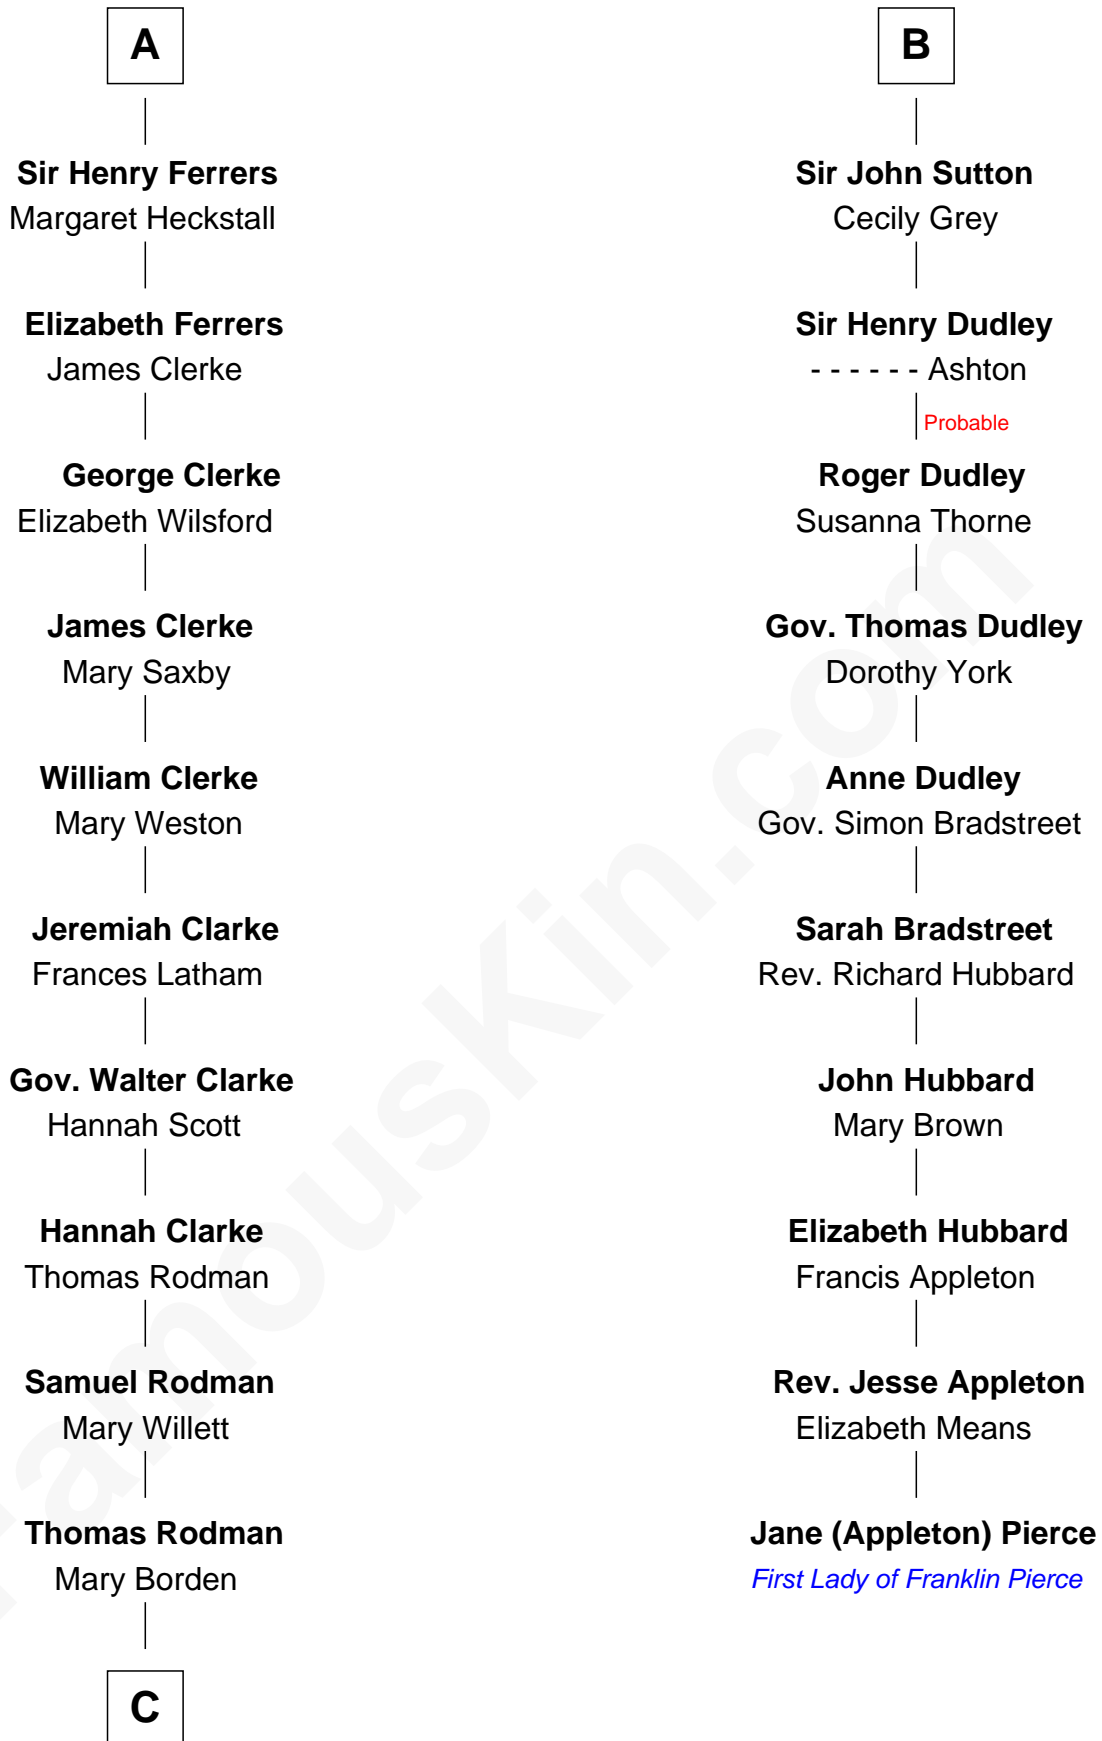 A
Sir Henry Ferrers
Margaret Heckstall
Elizabeth Ferrers
James Clerke
George Clerke
Elizabeth Wilsford
James Clerke
Mary Saxby
William Clerke
Mary Weston
Jeremiah Clarke
Frances Latham
Gov. Walter Clarke
Hannah Scott
Hannah Clarke
Thomas Rodman
Samuel Rodman
Mary Willett
Thomas Rodman
Mary Borden
C
B
Sir John Sutton
Cecily Grey
Sir Henry Dudley
- - - - - - Ashton
Probable
Roger Dudley
Susanna Thorne
Gov. Thomas Dudley
Dorothy York
Anne Dudley
Gov. Simon Bradstreet
Sarah Bradstreet
Rev. Richard Hubbard
John Hubbard
Mary Brown
Elizabeth Hubbard
Francis Appleton
Rev. Jesse Appleton
Elizabeth Means
Jane (Appleton) Pierce
First Lady of Franklin Pierce
FamousKin.com